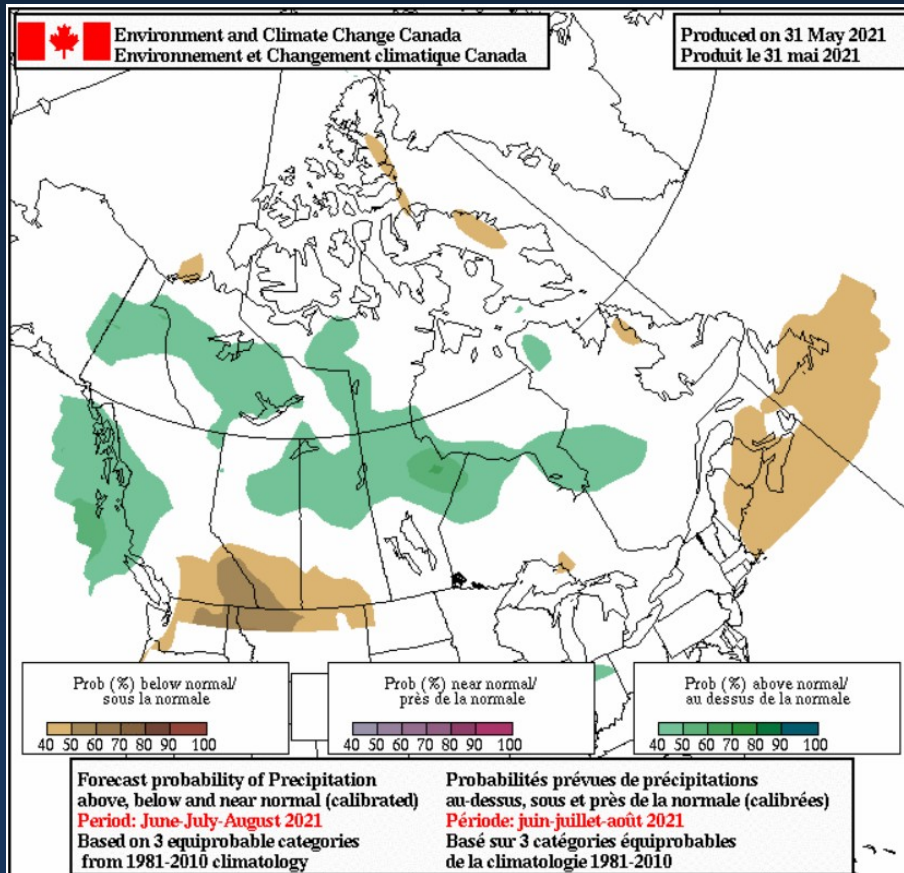 Environment and Climate Change Canada
Environnement et Changement climatique Canada
Produced on 31 May 2021
Produit le 31 mai 2021
Prob (%) below normal/
sous la normale
40 50 60 70 80 90 100
Prob (%) near normal/
près de la normale
40 50 60 70 80 90 100
Prob (%) above normal/
au dessus de la normale
40 50 60 70 80 90 100
Forecast probability of Precipitation
above, below and near normal (calibrated)
Period: June-July-August 2021
Based on 3 equiprobable categories
from 1981-2010 climatology
Probabilités prévues de précipitations
au-dessus, sous et près de la normale (calibrées)
Période: juin-juillet-août 2021
Basé sur 3 catégories équiprobables
de la climatologie 1981-2010